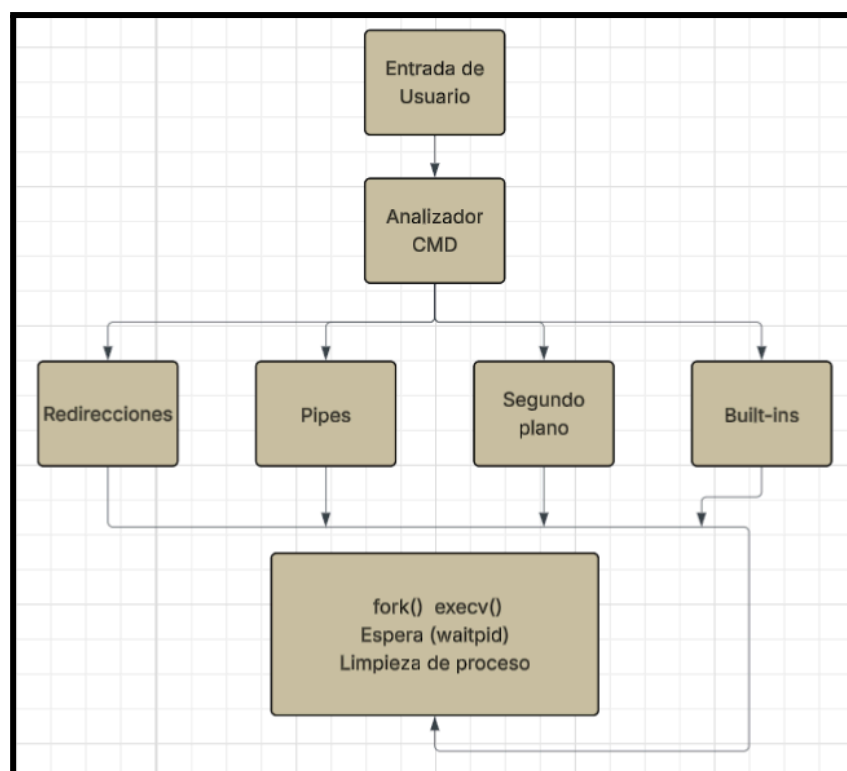 Entrada de
Usuario
Analizador
CMD
Redirecciones
Pipes
Segundo
plano
Built-ins
fork() execv()
Espera (waitpid)
Limpieza de proceso